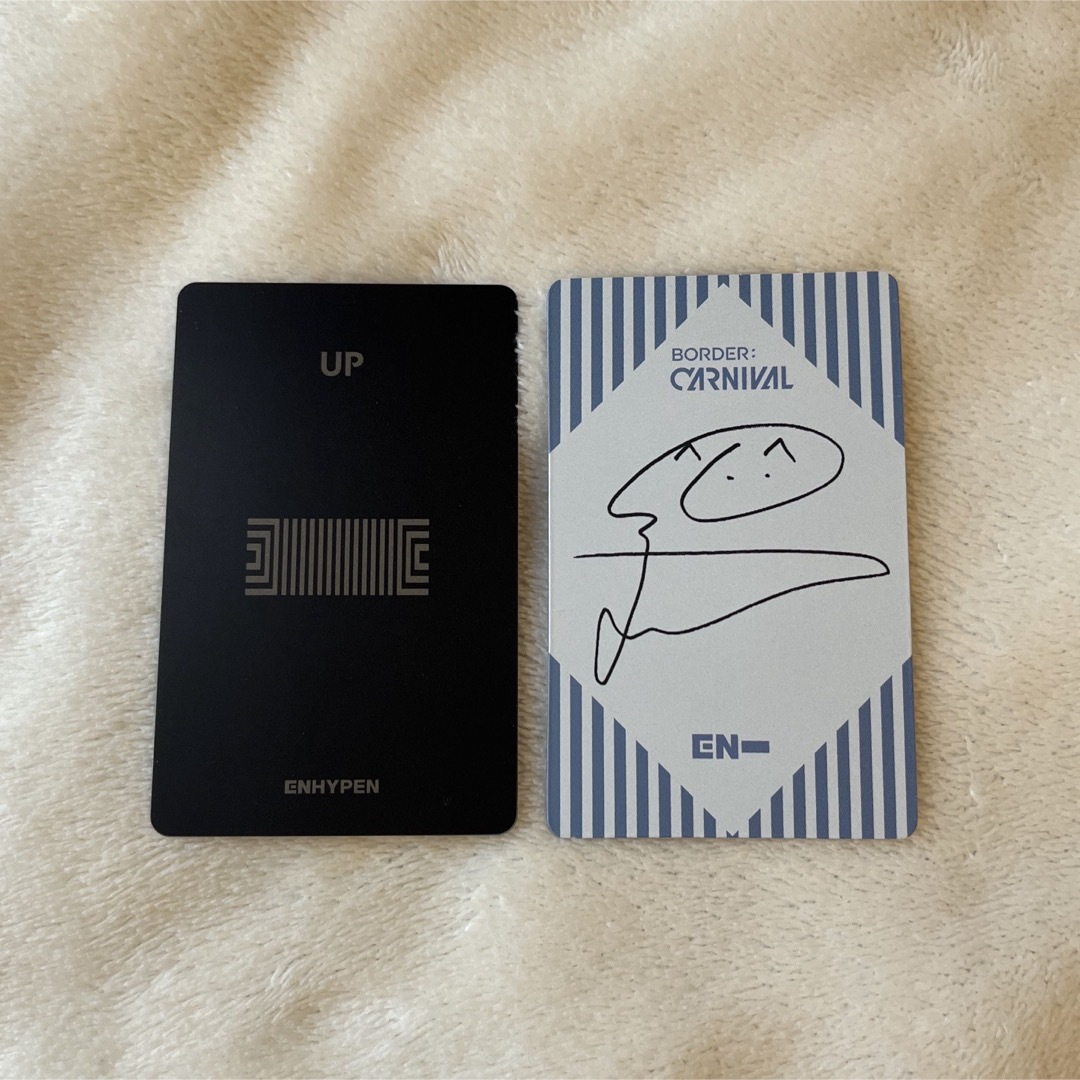 UP
ENHYPEN
BORDER:
CARNIVAL
EN-